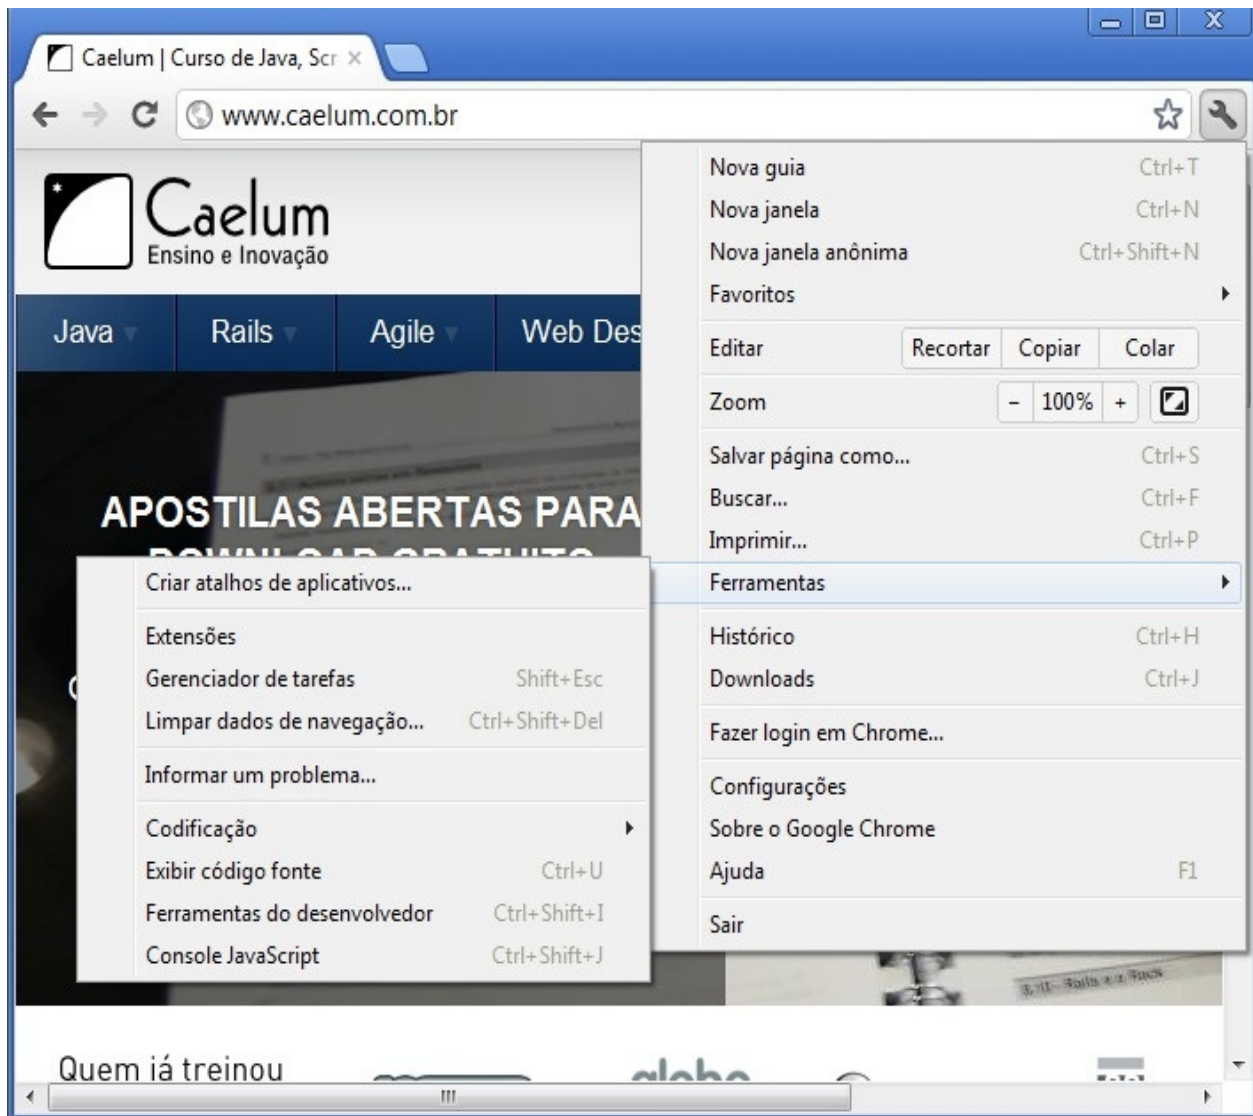 Caelum | Curso de Java, Scr
www.caelum.com.br
Caelum
Ensino e Inovação
Java
Rails
Agile
Web Des
APOSTILAS ABERTAS PARA
DOWNLOAD GRATUITO
Nova guia Ctrl+T
Nova janela Ctrl+N
Nova janela anônima Ctrl+Shift+N
Favoritos
Editar Recortar Copiar Colar
Zoom - 100% +
Salvar página como... Ctrl+S
Buscar... Ctrl+F
Imprimir... Ctrl+P
Ferramentas
Histórico Ctrl+H
Downloads Ctrl+J
Fazer login em Chrome...
Configurações
Sobre o Google Chrome
Ajuda F1
Sair
Criar atalhos de aplicativos...
Extensões
Gerenciador de tarefas Shift+Esc
Limpar dados de navegação... Ctrl+Shift+Del
Informar um problema...
Codificação
Exibir código fonte Ctrl+U
Ferramentas do desenvolvedor Ctrl+Shift+I
Console JavaScript Ctrl+Shift+J
Quem já treinou
globo